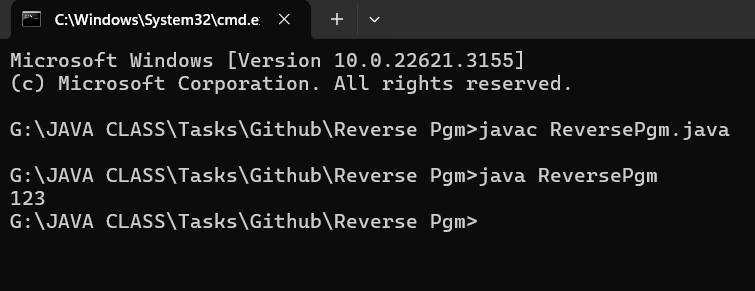 C:\Windows\System32\cmd.e
Microsoft Windows [Version 10.0.22621.3155]
(c) Microsoft Corporation. All rights reserved.
G:\JAVA CLASS\Tasks\Github\Reverse Pgm>javac ReversePgm.java
G:\JAVA CLASS\Tasks\Github\Reverse Pgm>java ReversePgm
123
G:\JAVA CLASS\Tasks\Github\Reverse Pgm>